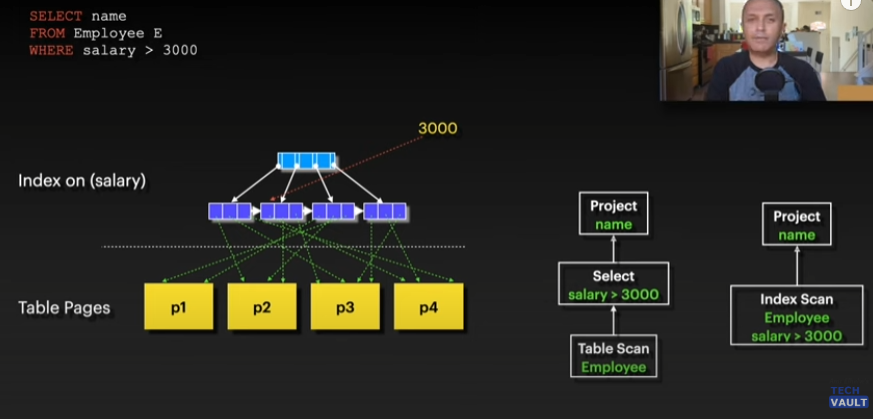 SELECT name
FROM Employee E
WHERE salary > 3000
3000
Index on (salary)
Table Pages
p1
p2
p3
p4
Project
name
Select
salary > 3000
Table Scan
Employee
Project
name
Index Scan
Employee
salary > 3000
TECH
VAULT